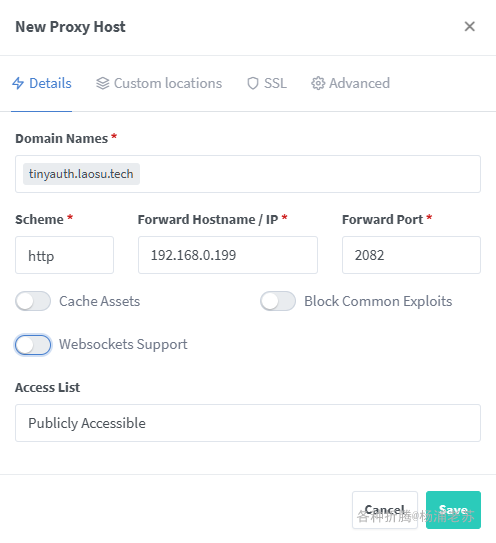 New Proxy Host
Details Custom locations SSL Advanced
Domain Names *
tinyauth.laosu.tech
Scheme * Forward Hostname / IP * Forward Port *
http 192.168.0.199 2082
Cache Assets Block Common Exploits
Websockets Support
Access List
Publicly Accessible
Cancel Save
各种折腾@杨浦老苏